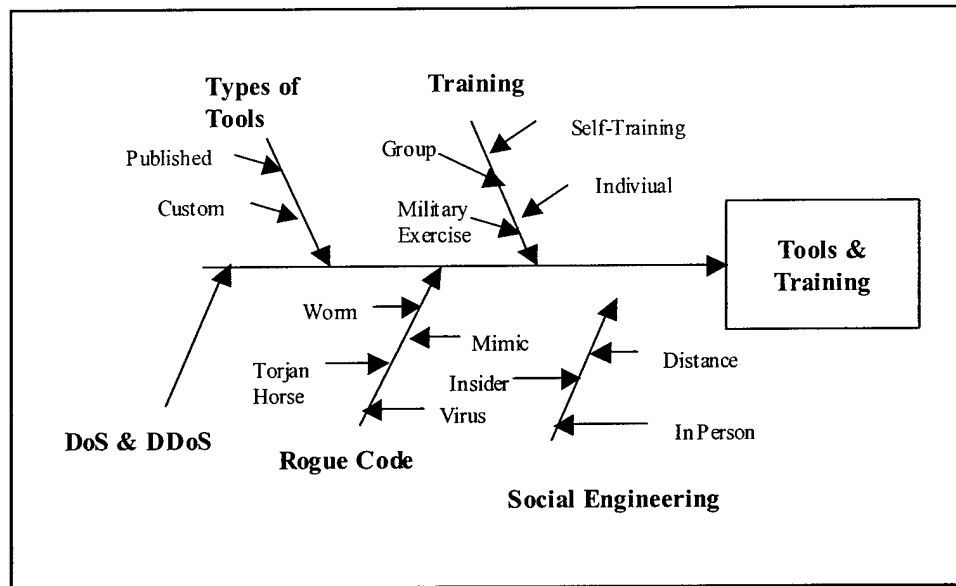 Types of
Tools
Training
Published
Custom
Self-Training
Group
Indiviual
Military
Exercise
Tools &
Training
Worm
Mimic
Torjan
Horse
Virus
Distance
Insider
In Person
DoS & DDoS
Rogue Code
Social Engineering